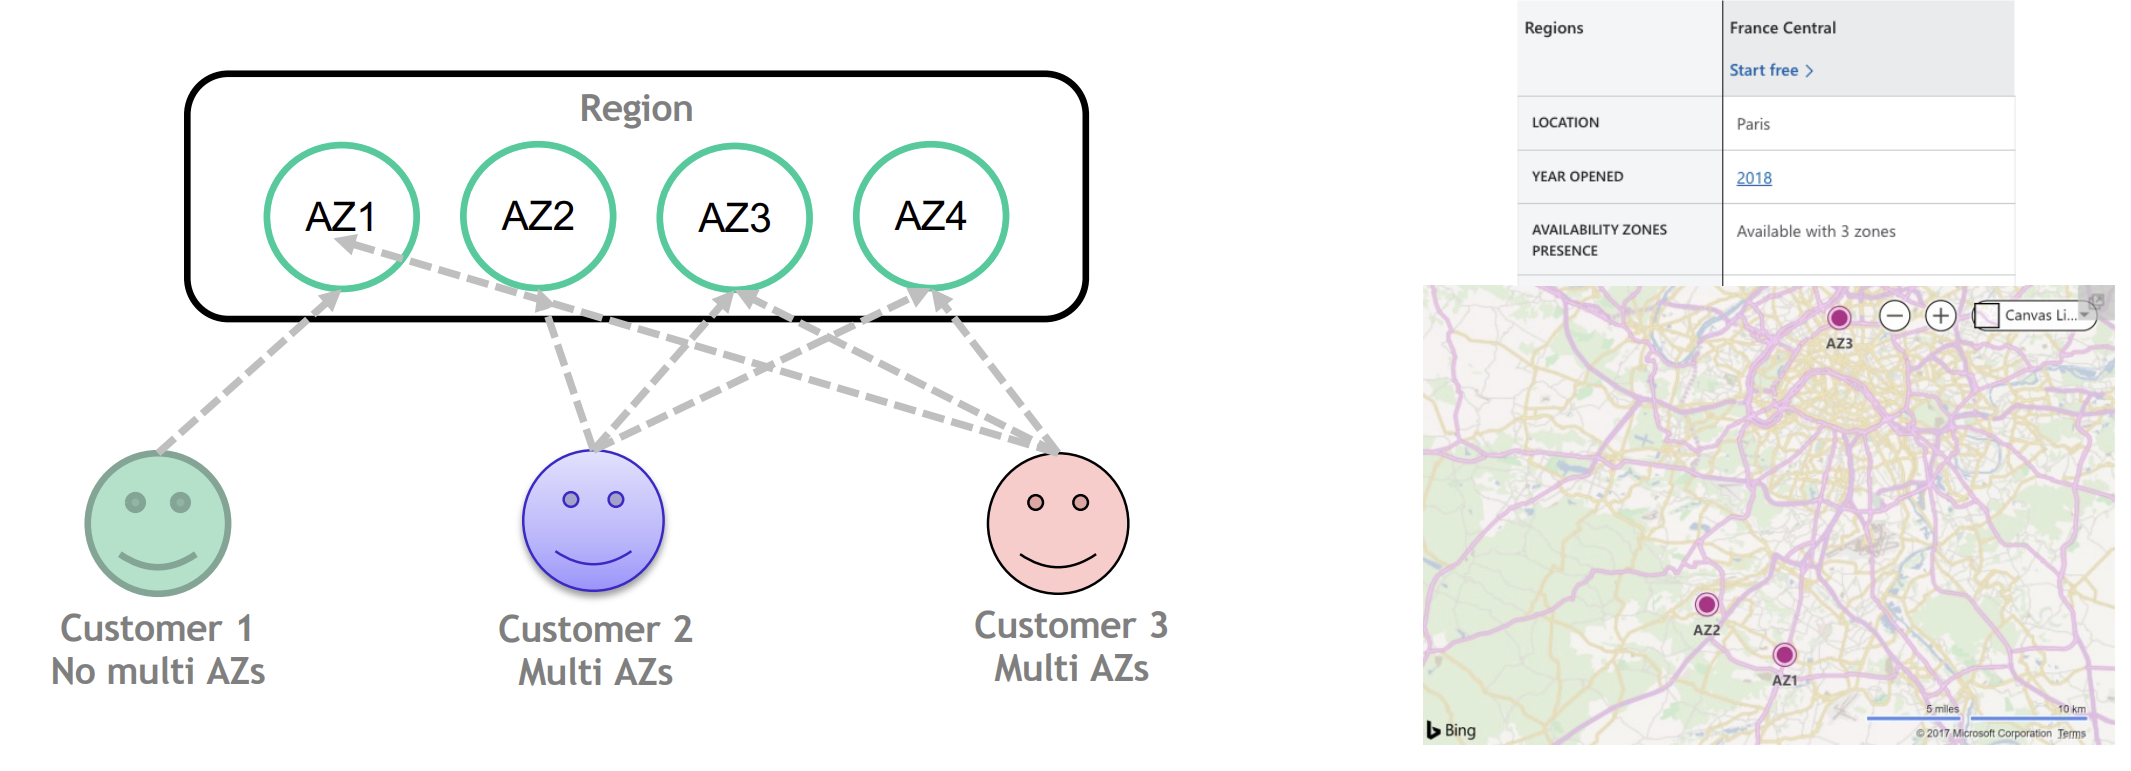 Region
AZ1
AZ2
AZ3
AZ4
Customer 1
No multi AZs
Customer 2
Multi AZs
Customer 3
Multi AZs
Regions
France Central
Start free >
LOCATION
Paris
YEAR OPENED
2018
AVAILABILITY ZONES
PRESENCE
Available with 3 zones
Canvas Li...
AZ3
AZ2
AZ1
5 miles
10 km
Bing
© 2017 Microsoft Corporation Terms